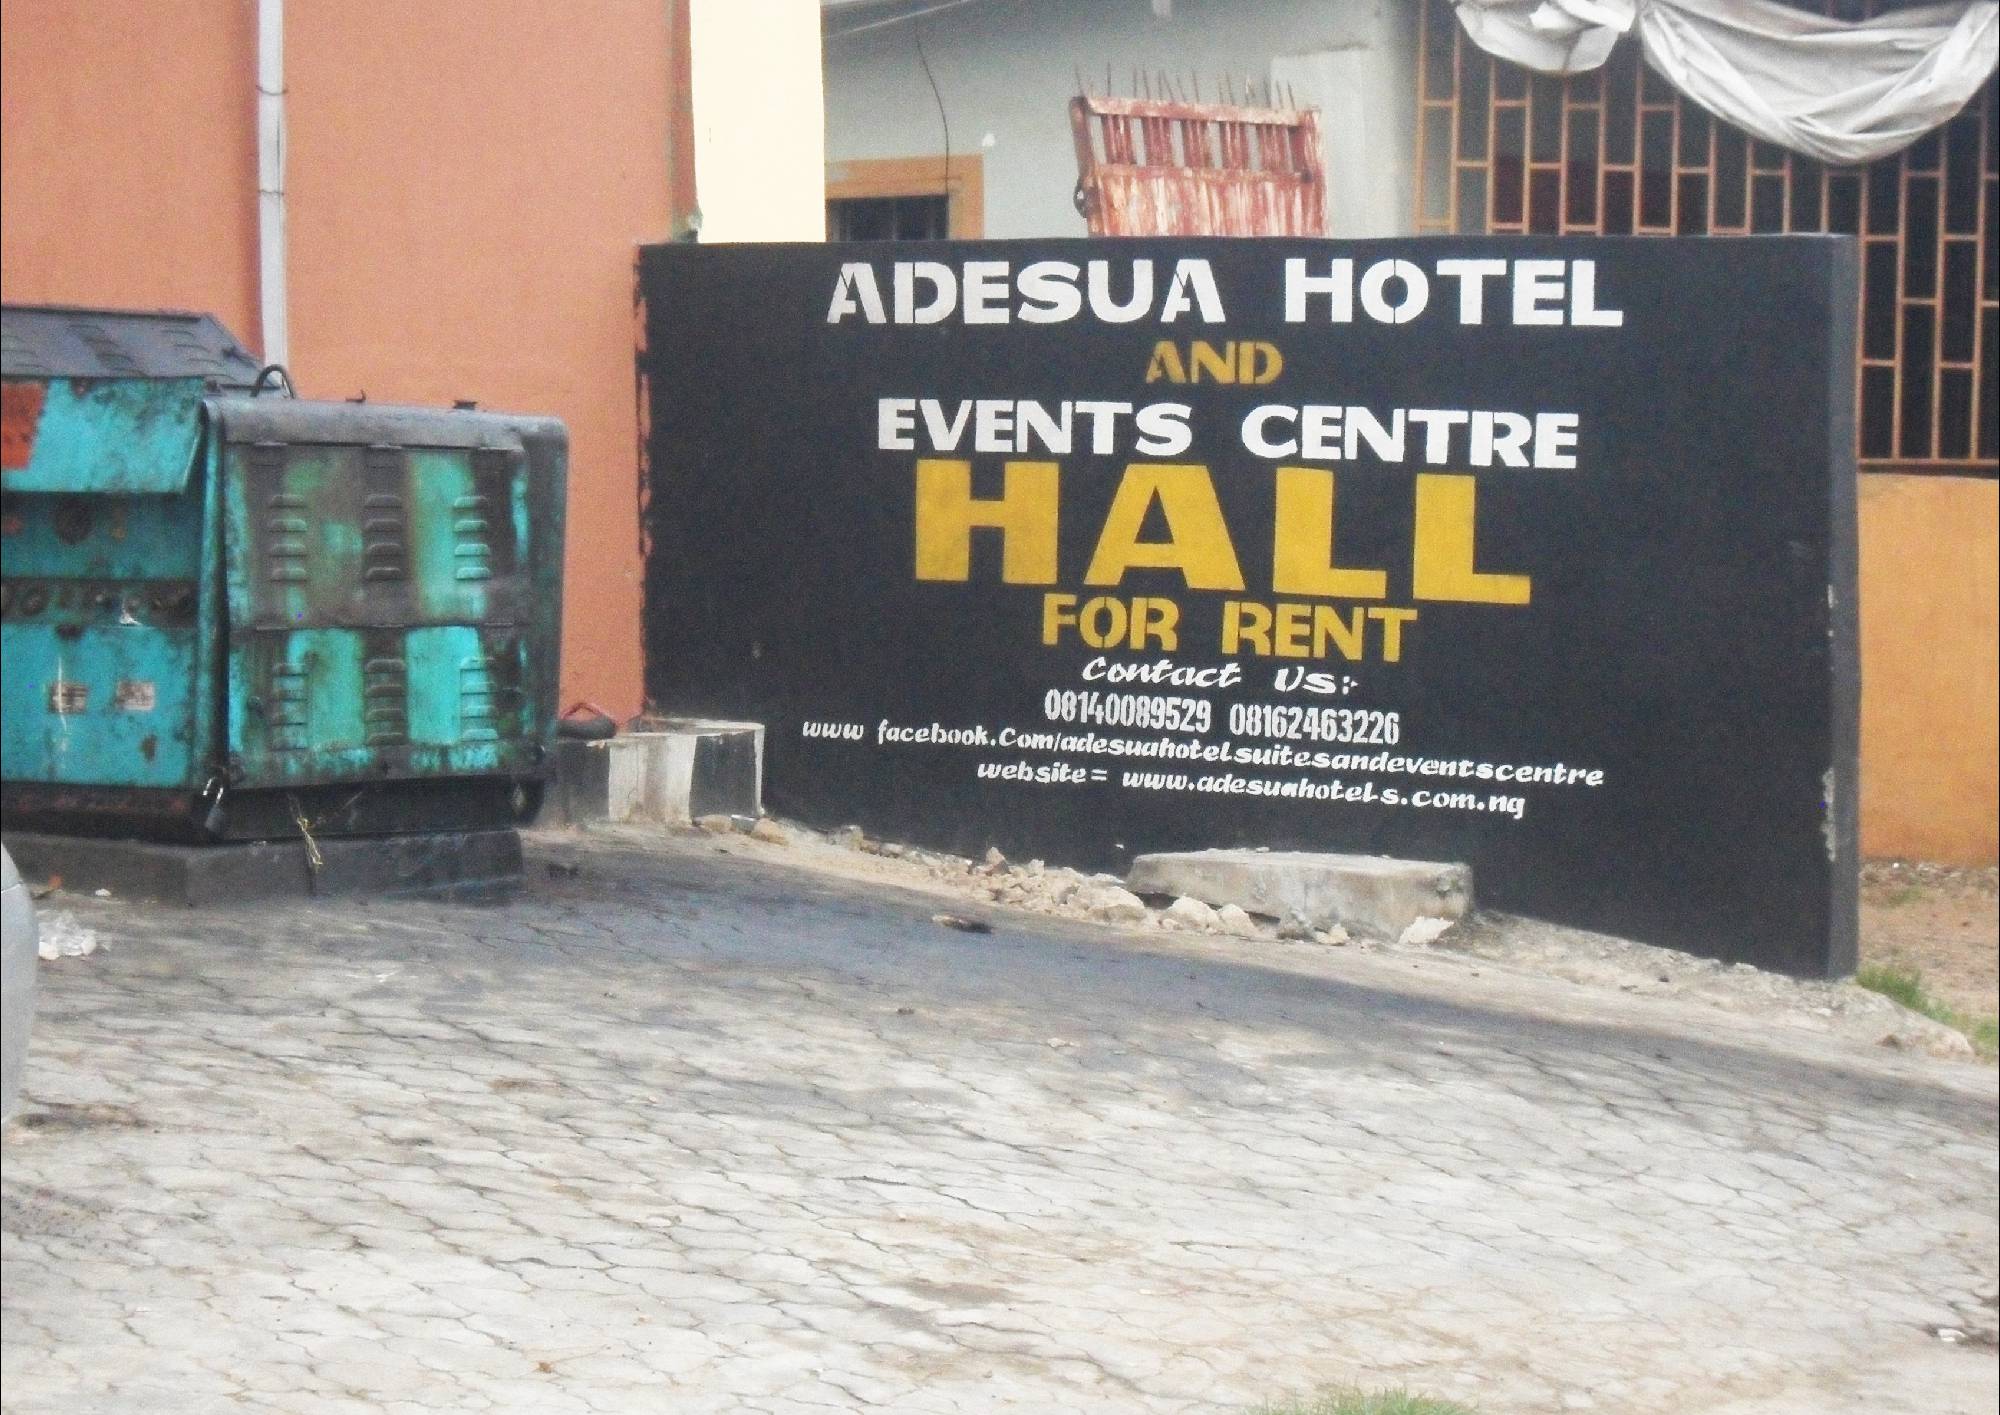 ADESUA HOTEL
AND
EVENTS CENTRE
HALL
FOR RENT
Contact Us:-
08140089529 08162463226
www facebook.Com/adesuahotelsuitesandeventscentre
website= www.adesuahotels.com.ng